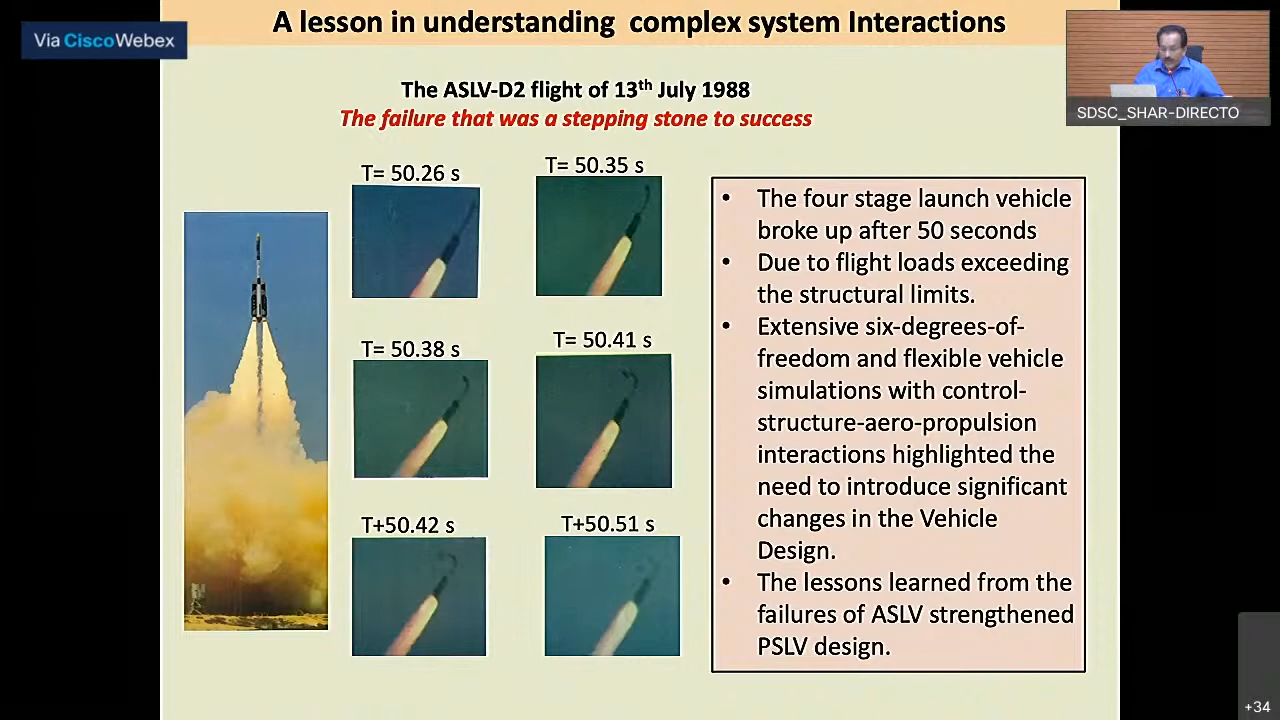 A lesson in understanding complex system Interactions
Via CiscoWebex
SDSC_SHAR-DIRECTO
The ASLV-D2 flight of 13th July 1988
The failure that was a stepping stone to success
T= 50.26 s
T= 50.35 s
T= 50.38 s
T= 50.41 s
T+50.42 s
T+50.51 s
• The four stage launch vehicle
broke up after 50 seconds
• Due to flight loads exceeding
the structural limits.
• Extensive six-degrees-of-
freedom and flexible vehicle
simulations with control-
structure-aero-propulsion
interactions highlighted the
need to introduce significant
changes in the Vehicle
Design.
• The lessons learned from the
failures of ASLV strengthened
PSLV design.
+34